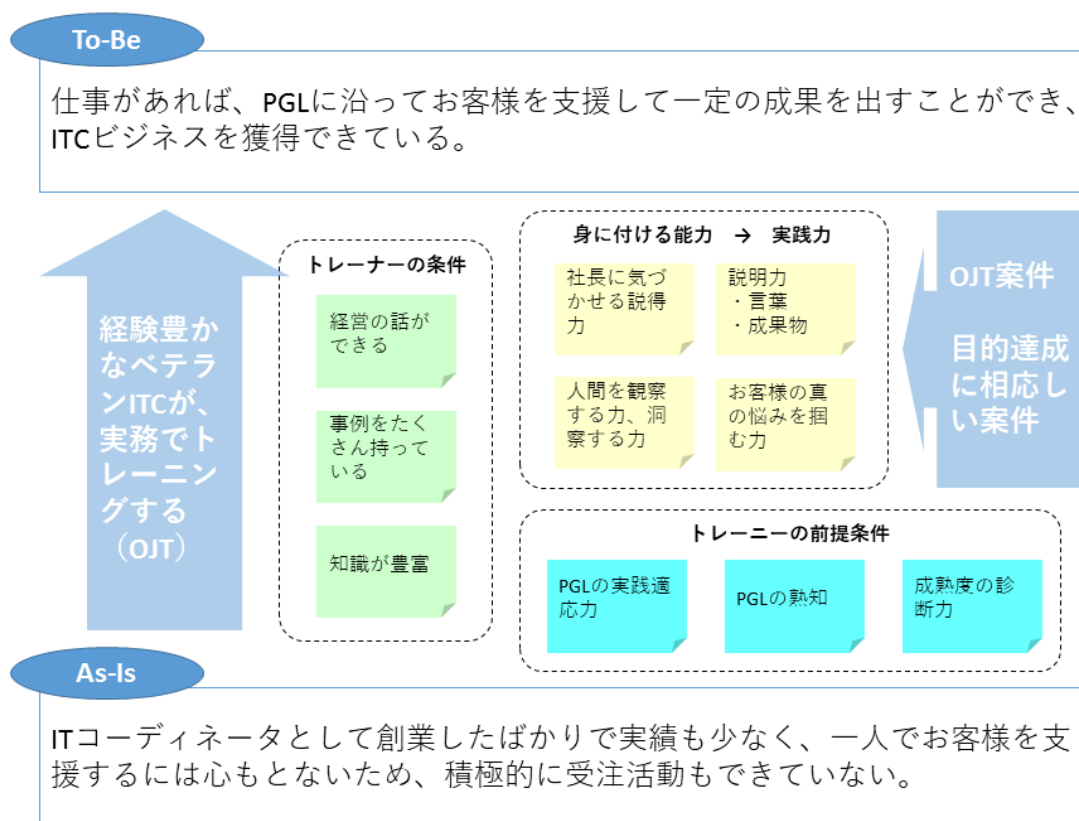 To-Be
仕事があれば、PGLに沿ってお客様を支援して一定の成果を出すことができ、
ITCビジネスを獲得できている。
経験豊か
なベテラ
ンITCが、
実務でト
レーニン
グする
（OJT）
トレーナーの条件
経営の話が
できる
事例をたく
さん持って
いる
知識が豊富
身に付ける能力　→　実践力
社長に気づ
かせる説得
力
説明力
・言葉
・成果物
人間を観察
する力、洞
察する力
お客様の真
の悩みを掴
む力
OJT案件
目的達成
に相応し
い案件
トレーニーの前提条件
PGLの実践適
応力
PGLの熟知
成熟度の診
断力
As-Is
ITコーディネータとして創業したばかりで実績も少なく、一人でお客様を支
援するには心もとないため、積極的に受注活動もできていない。